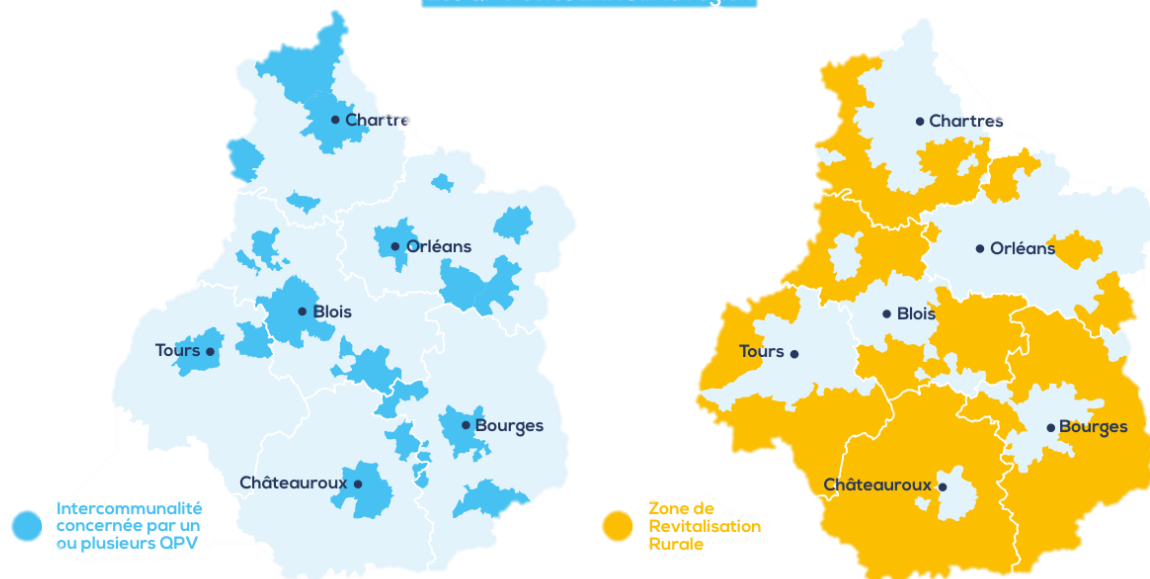 Chartre
Orléans
Blois
Tours
Bourges
Châteauroux
Intercommunalité
concernée par un
ou plusieurs QPV
Chartres
Orléans
Blois
Tours
Bourges
Châteauroux
Zone de
Revitalisation
Rurale